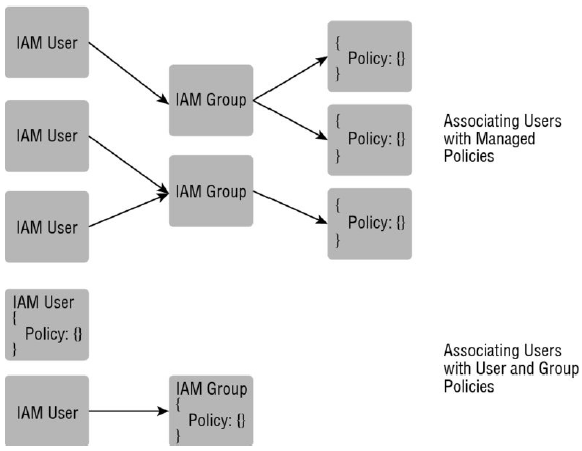 IAM User
IAM User
IAM User
IAM Group
IAM Group
{
Policy: {}
}
{
Policy: {}
}
{
Policy: {}
}
Associating Users
with Managed
Policies
IAM User
{
Policy: {}
}
IAM User
IAM Group
{
Policy: {}
}
Associating Users
with User and Group
Policies